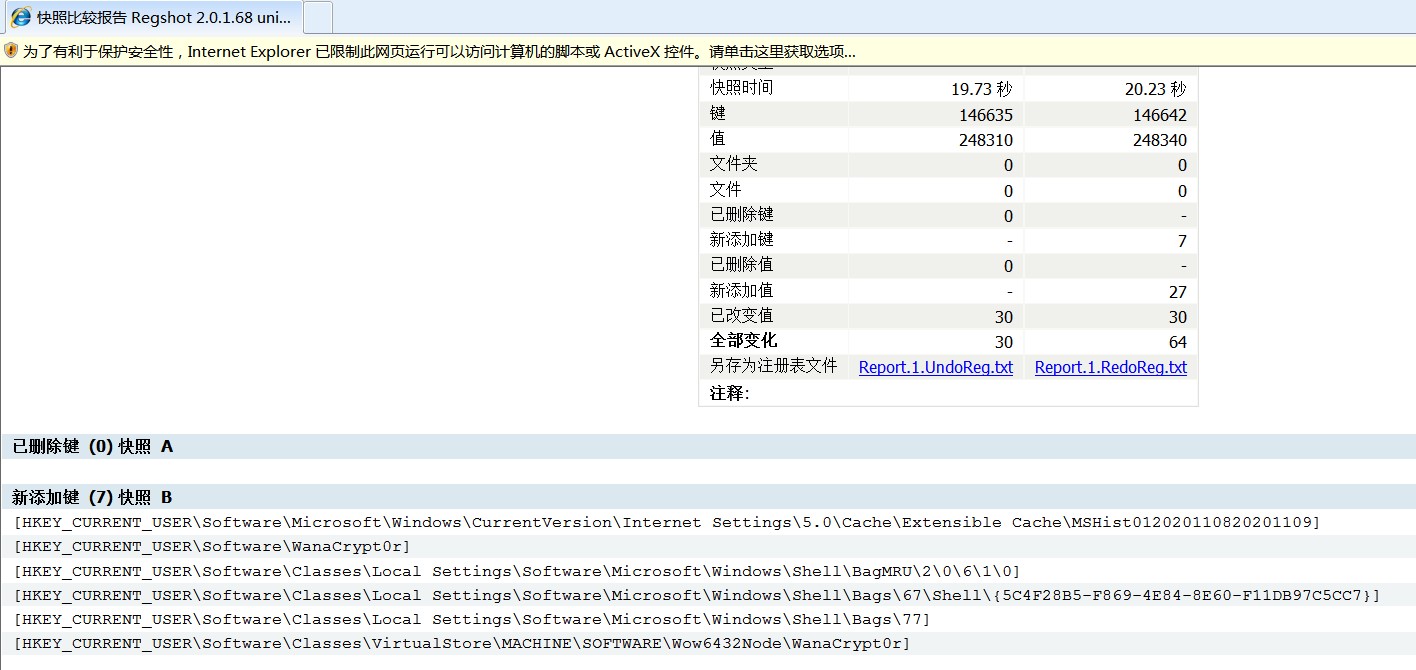 快照比较报告 Regshot 2.0.1.68 uni...
为了有利于保护安全性，Internet Explorer 已限制此网页运行可以访问计算机的脚本或 ActiveX 控件。请单击这里获取选项...
快照时间 19.73 秒 20.23 秒
键 146635 146642
值 248310 248340
文件夹 0 0
文件 0 0
已删除键 0 -
新添加键 - 7
已删除值 0 -
新添加值 - 27
已改变值 30 30
全部变化 30 64
另存为注册表文件 Report.1.UndoReg.txt Report.1.RedoReg.txt
注释:
已删除键 (0) 快照 A
新添加键 (7) 快照 B
[HKEY_CURRENT_USER\Software\Microsoft\Windows\CurrentVersion\Internet Settings\5.0\Cache\Extensible Cache\MSHist012020110820201109]
[HKEY_CURRENT_USER\Software\WanaCrypt0r]
[HKEY_CURRENT_USER\Software\Classes\Local Settings\Software\Microsoft\Windows\Shell\BagMRU\2\0\6\1\0]
[HKEY_CURRENT_USER\Software\Classes\Local Settings\Software\Microsoft\Windows\Shell\Bags\67\Shell\{5C4F28B5-F869-4E84-8E60-F11DB97C5CC7}]
[HKEY_CURRENT_USER\Software\Classes\Local Settings\Software\Microsoft\Windows\Shell\Bags\77]
[HKEY_CURRENT_USER\Software\Classes\VirtualStore\MACHINE\SOFTWARE\Wow6432Node\WanaCrypt0r]